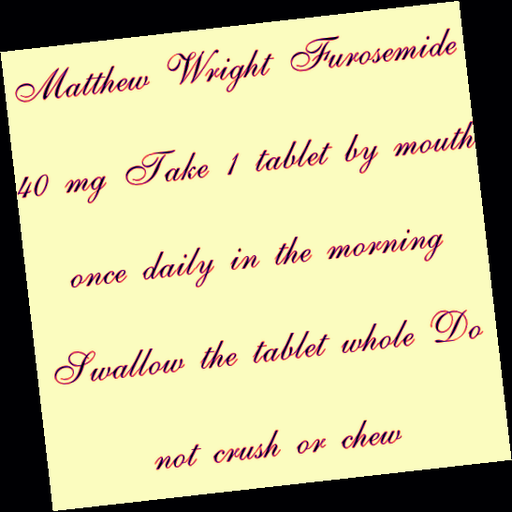 Matthew Wright Furosemide
40 mg Take 1 tablet by mouth
once daily in the morning
Swallow the tablet whole Do
not crush or chew